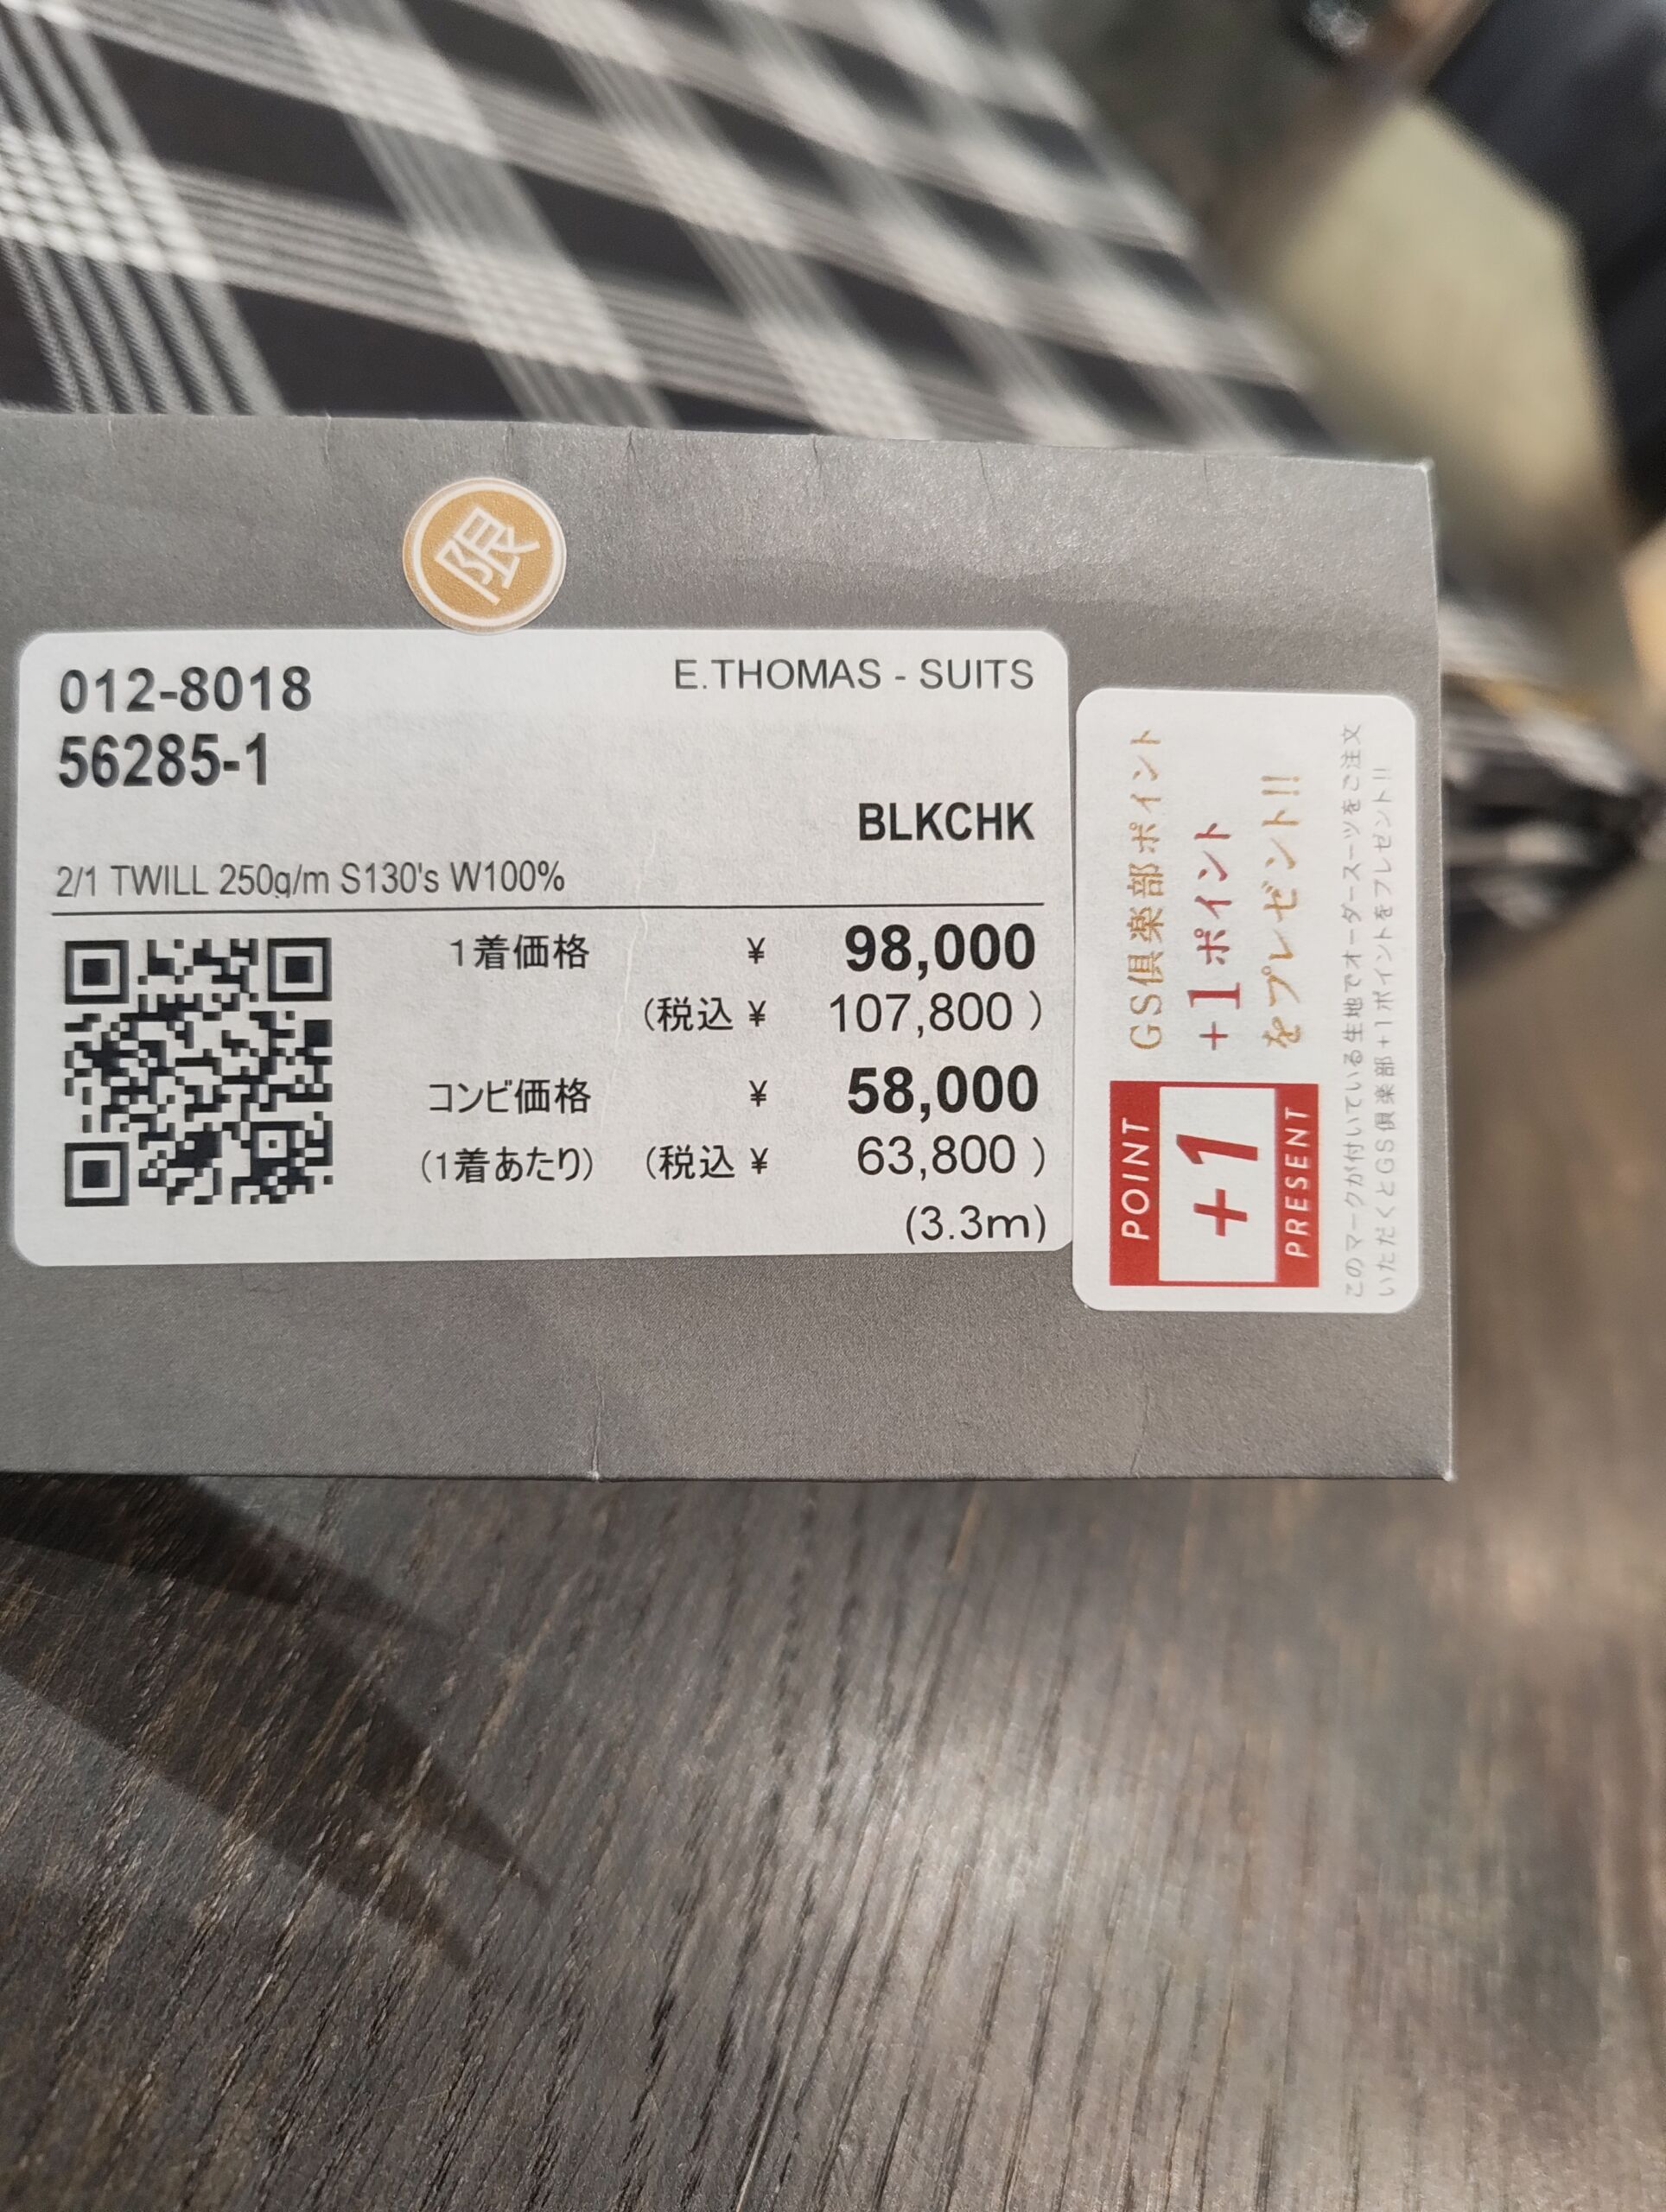 限
012-8018
E.THOMAS - SUITS
56285-1
BLKCHK
2/1 TWILL 250g/m S130's W100%
1着価格 ¥ 98,000
(税込 ¥ 107,800 )
コンビ価格 ¥ 58,000
(1着あたり) (税込 ¥ 63,800 )
(3.3m)
POINT
+1
PRESENT
GS倶楽部ポイント
+1ポイント
をプレゼント!!
このマークが付いている生地でオーダースーツをご注文
いただくとGS倶楽部+1ポイントをプレゼント!!